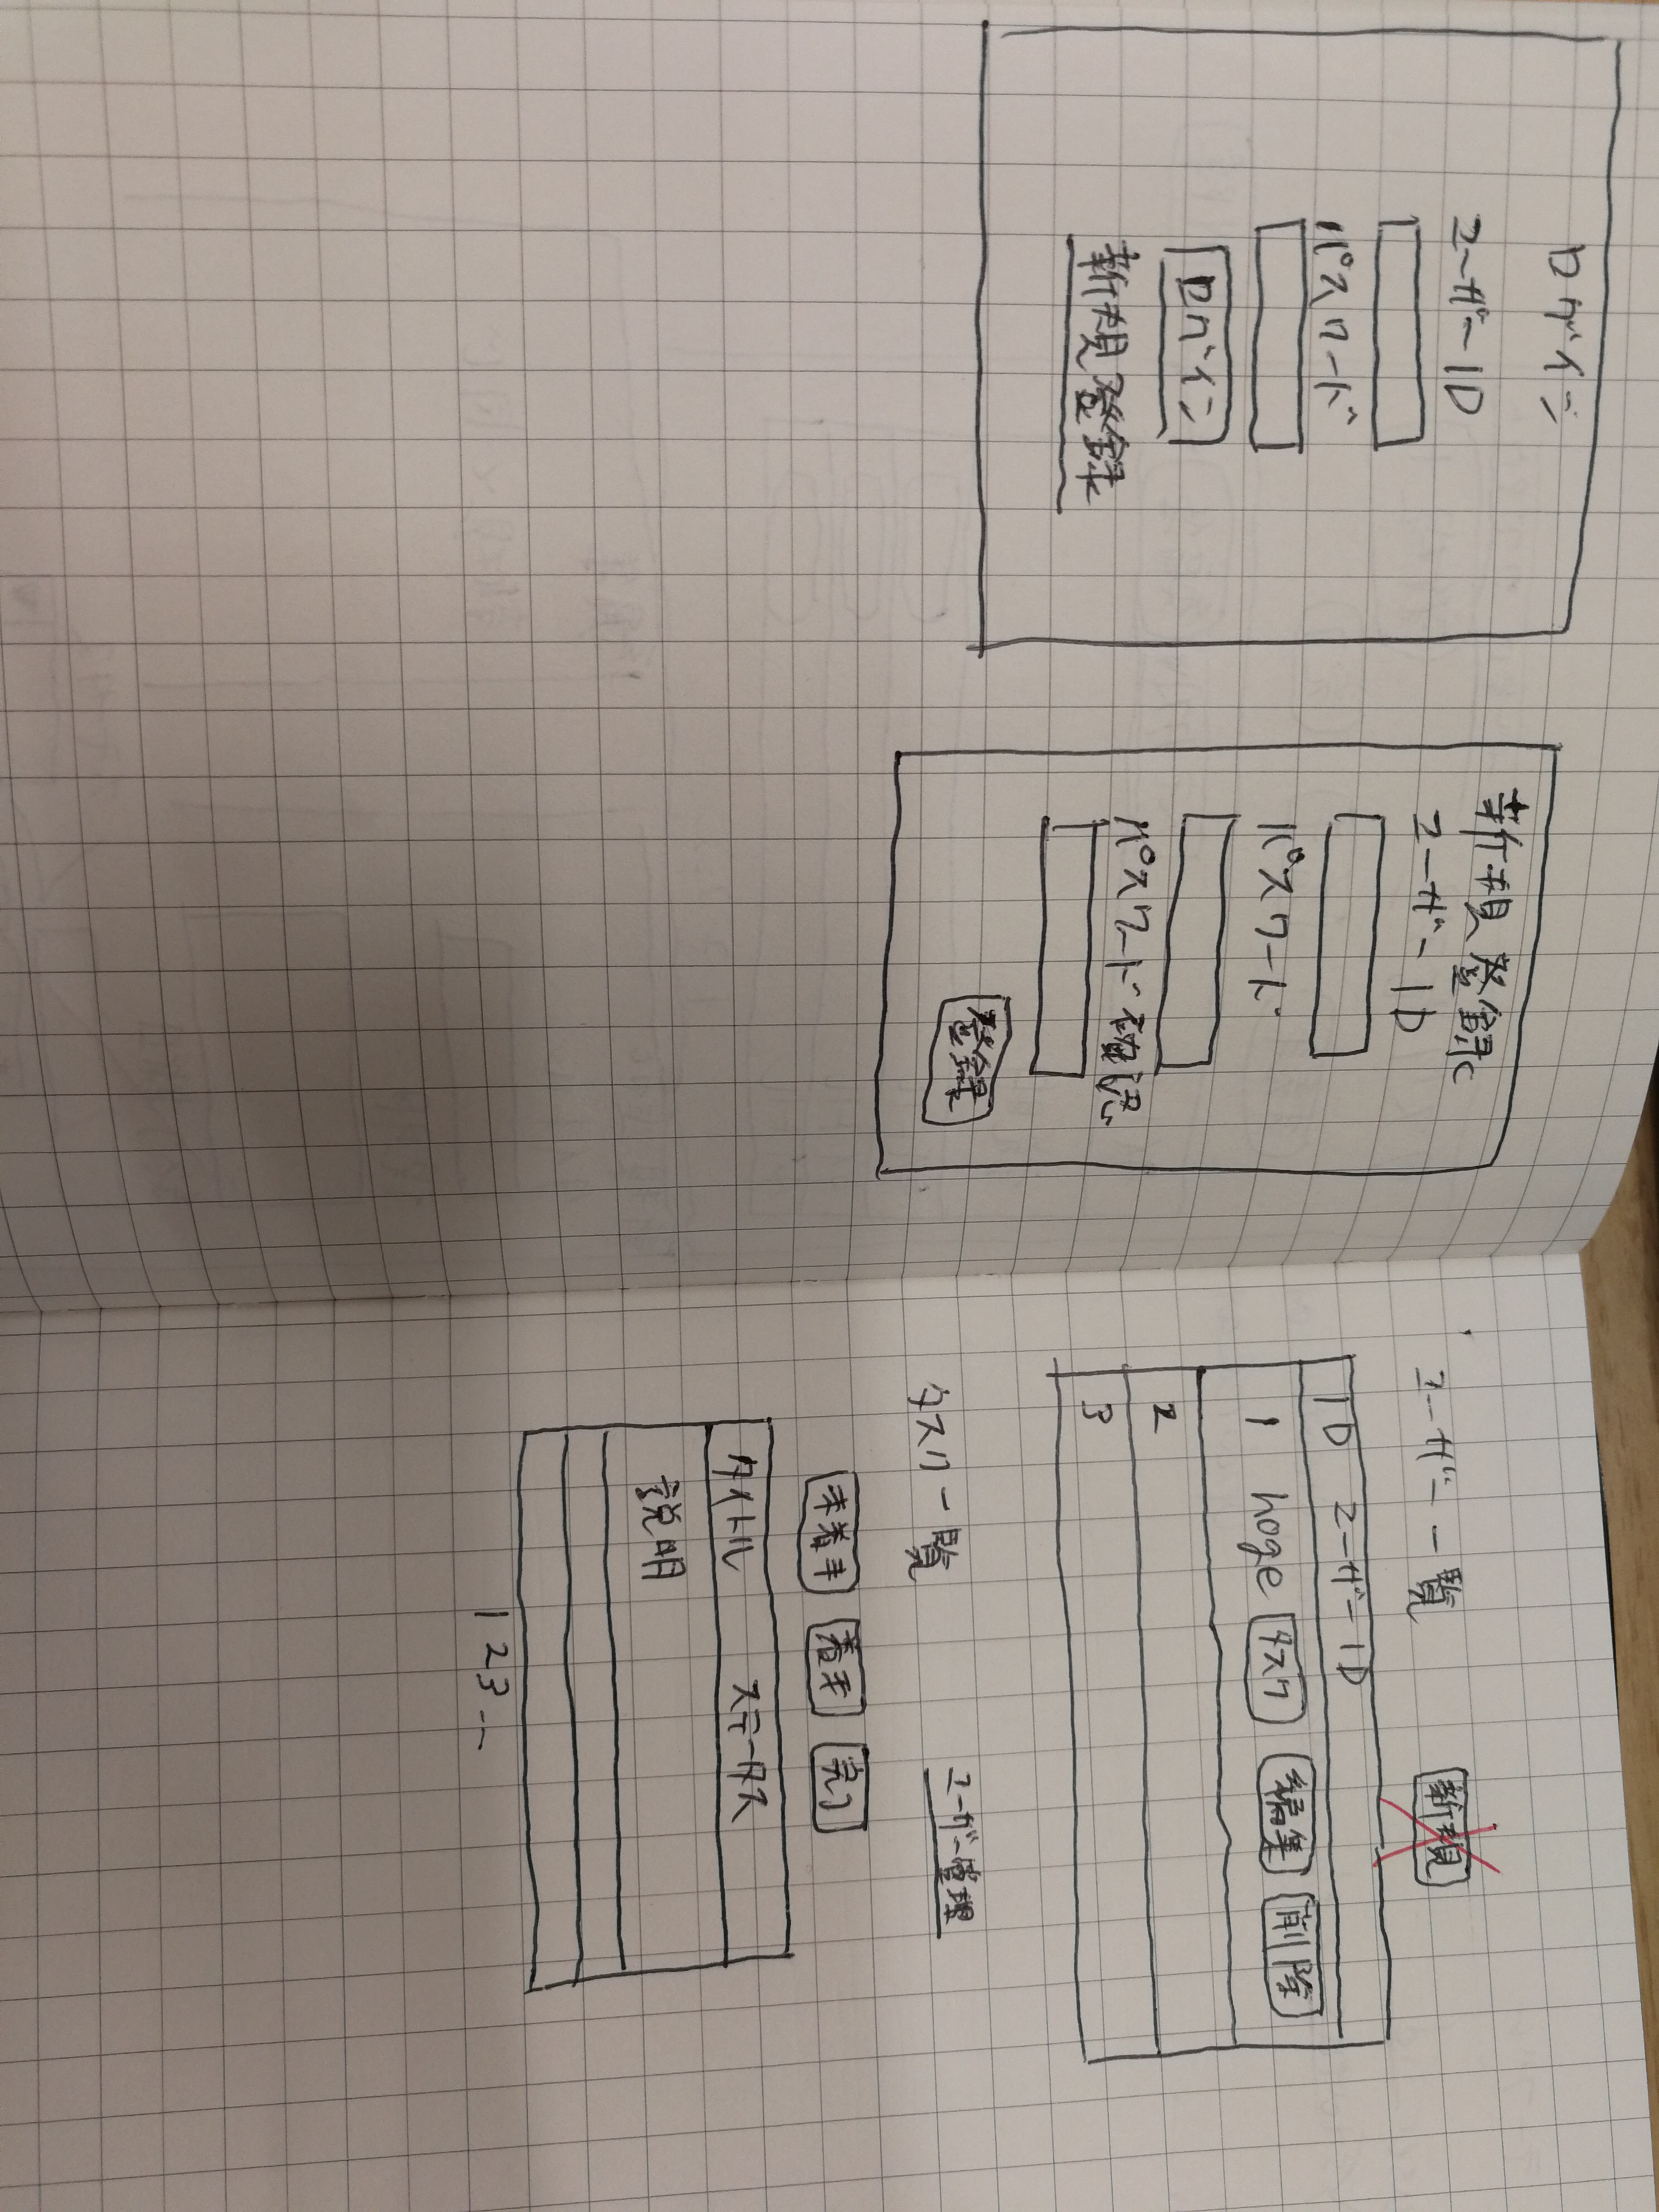 ログイン
ユーザーID
パスワード
ログイン
新規登録
新規登録
ユーザーID
パスワード
パスワード確認
登録
ユーザー一覧
新規
ID ユーザーID
1 hoge タスク 編集 削除
2
3
タスク一覧
ユーザー管理
未着手 着手 完了
タイトル ステータス
説明
1 2 3 …